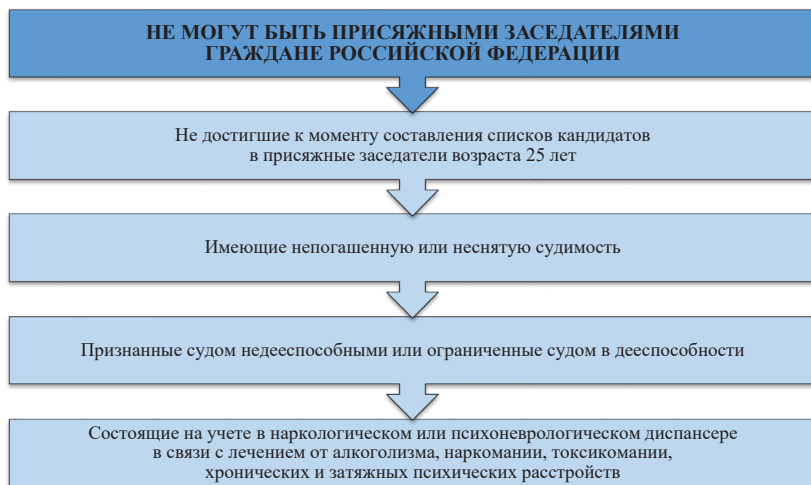 НЕ МОГУТ БЫТЬ ПРИСЯЖНЫМИ ЗАСЕДАТЕЛЯМИ
ГРАЖДАНЕ РОССИЙСКОЙ ФЕДЕРАЦИИ
Не достигшие к моменту составления списков кандидатов
в присяжные заседатели возраста 25 лет
Имеющие непогашенную или неснятую судимость
Признанные судом недееспособными или ограниченные судом в дееспособности
Состоящие на учете в наркологическом или психоневрологическом диспансере
в связи с лечением от алкоголизма, наркомании, токсикомании,
хронических и затяжных психических расстройств